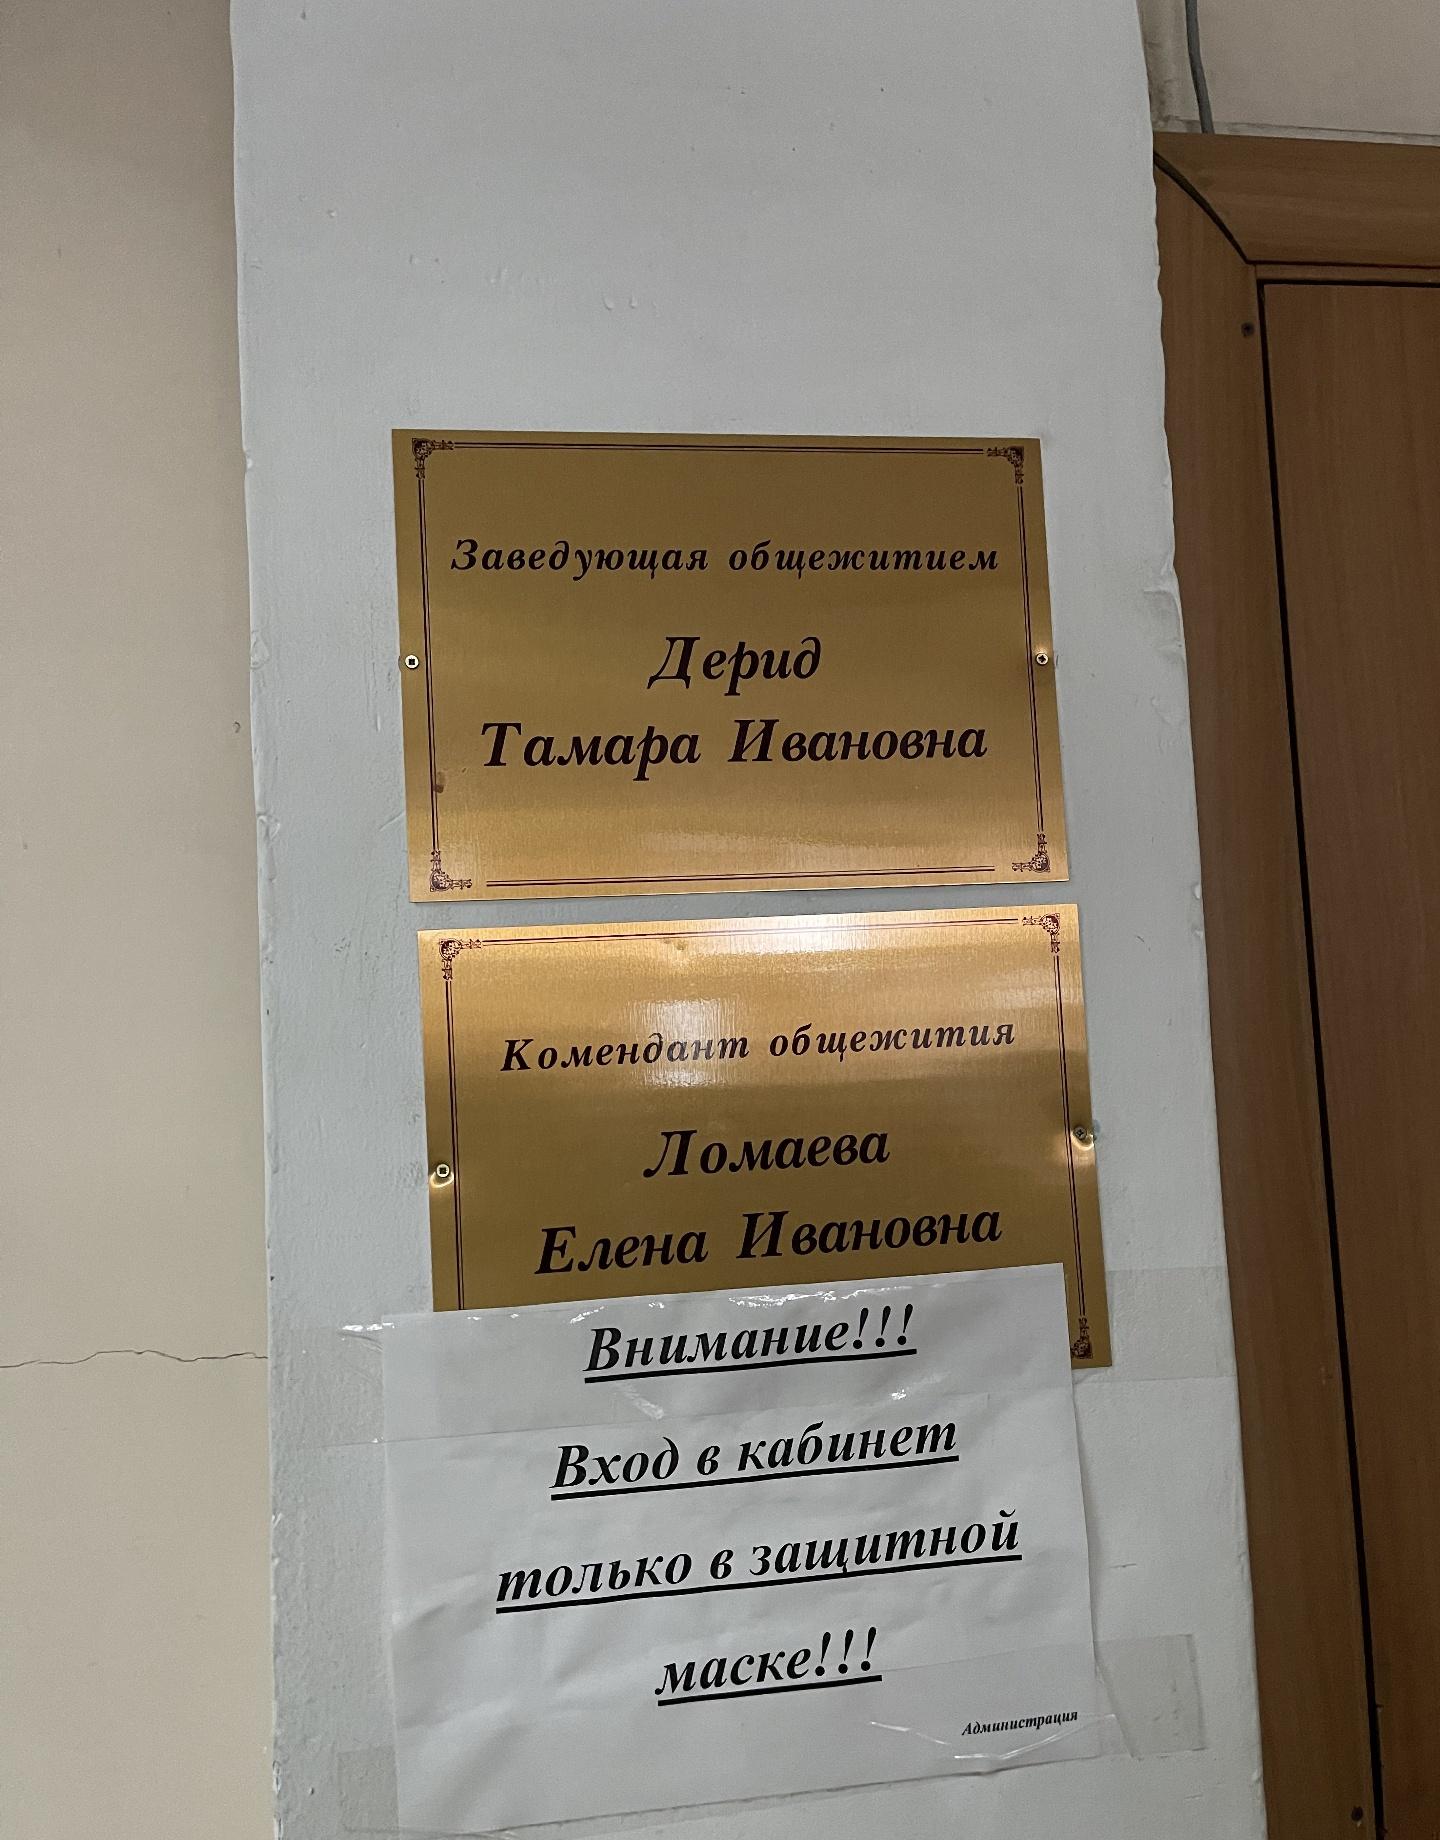 Заведующая общежитием
Дерид
Тамара Ивановна
Комендант общежития
Ломаева
Елена Ивановна
Внимание!!!
Вход в кабинет
только в защитной
маске!!!
Администрация